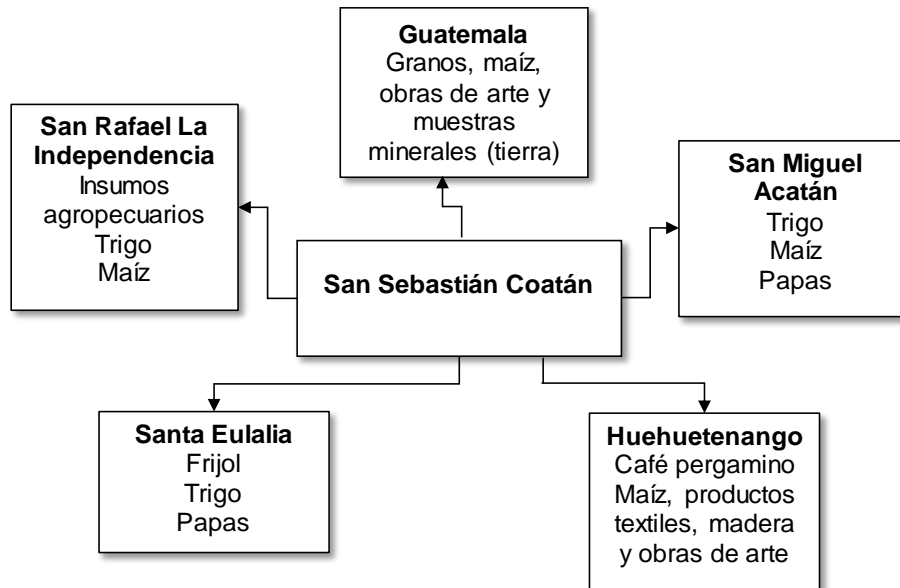 Guatemala
Granos, maíz,
obras de arte y
muestras
minerales (tierra)
San Rafael La
Independencia
Insumos
agropecuarios
Trigo
Maíz
San Miguel
Acatán
Trigo
Maíz
Papas
San Sebastián Coatán
Santa Eulalia
Frijol
Trigo
Papas
Huehuetenango
Café pergamino
Maíz, productos
textiles, madera
y obras de arte